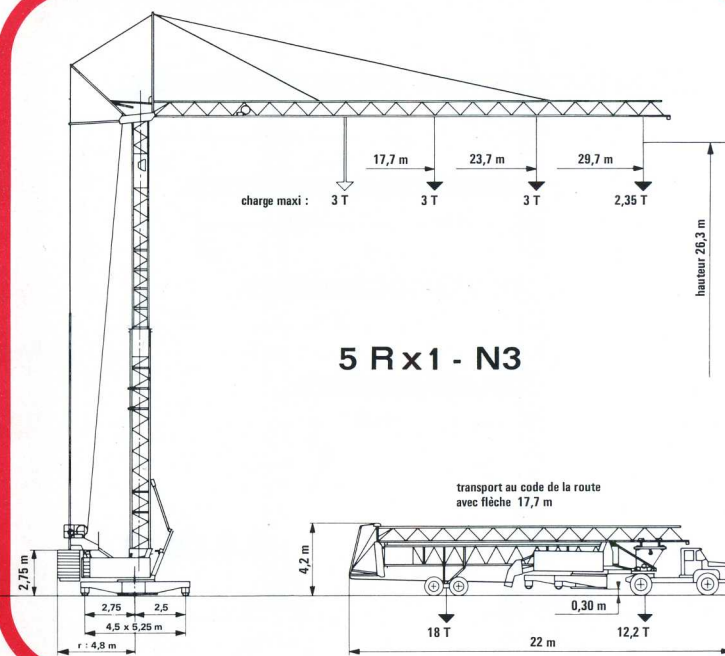 17,7 m
23,7 m
29,7 m
charge maxi : 3 T 3 T 3 T 2,35 T
hauteur 26,3 m
5 R x 1 - N3
transport au code de la route
avec flèche 17,7 m
2,75 m
4,2 m
2,75 2,5
4,5 x 5,25 m
r : 4,8 m
0,30 m
18 T
12,2 T
22 m